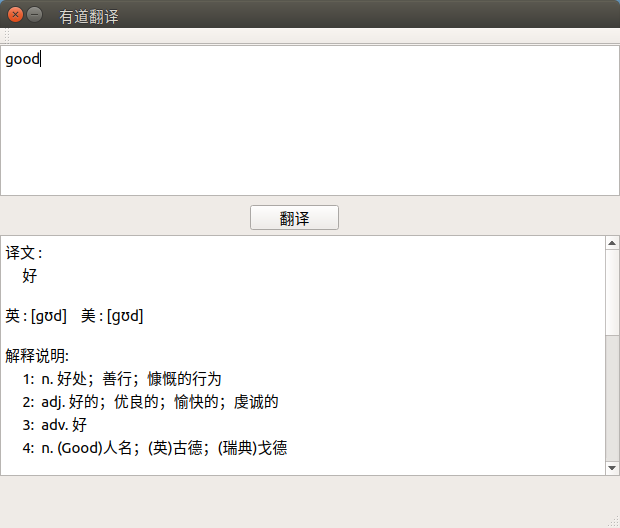 有道翻译
good
翻译
译文 :
好
英 : [gʊd] 美 : [gʊd]
解释说明:
1: n. 好处；善行；慷慨的行为
2: adj. 好的；优良的；愉快的；虔诚的
3: adv. 好
4: n. (Good)人名；(英)古德；(瑞典)戈德